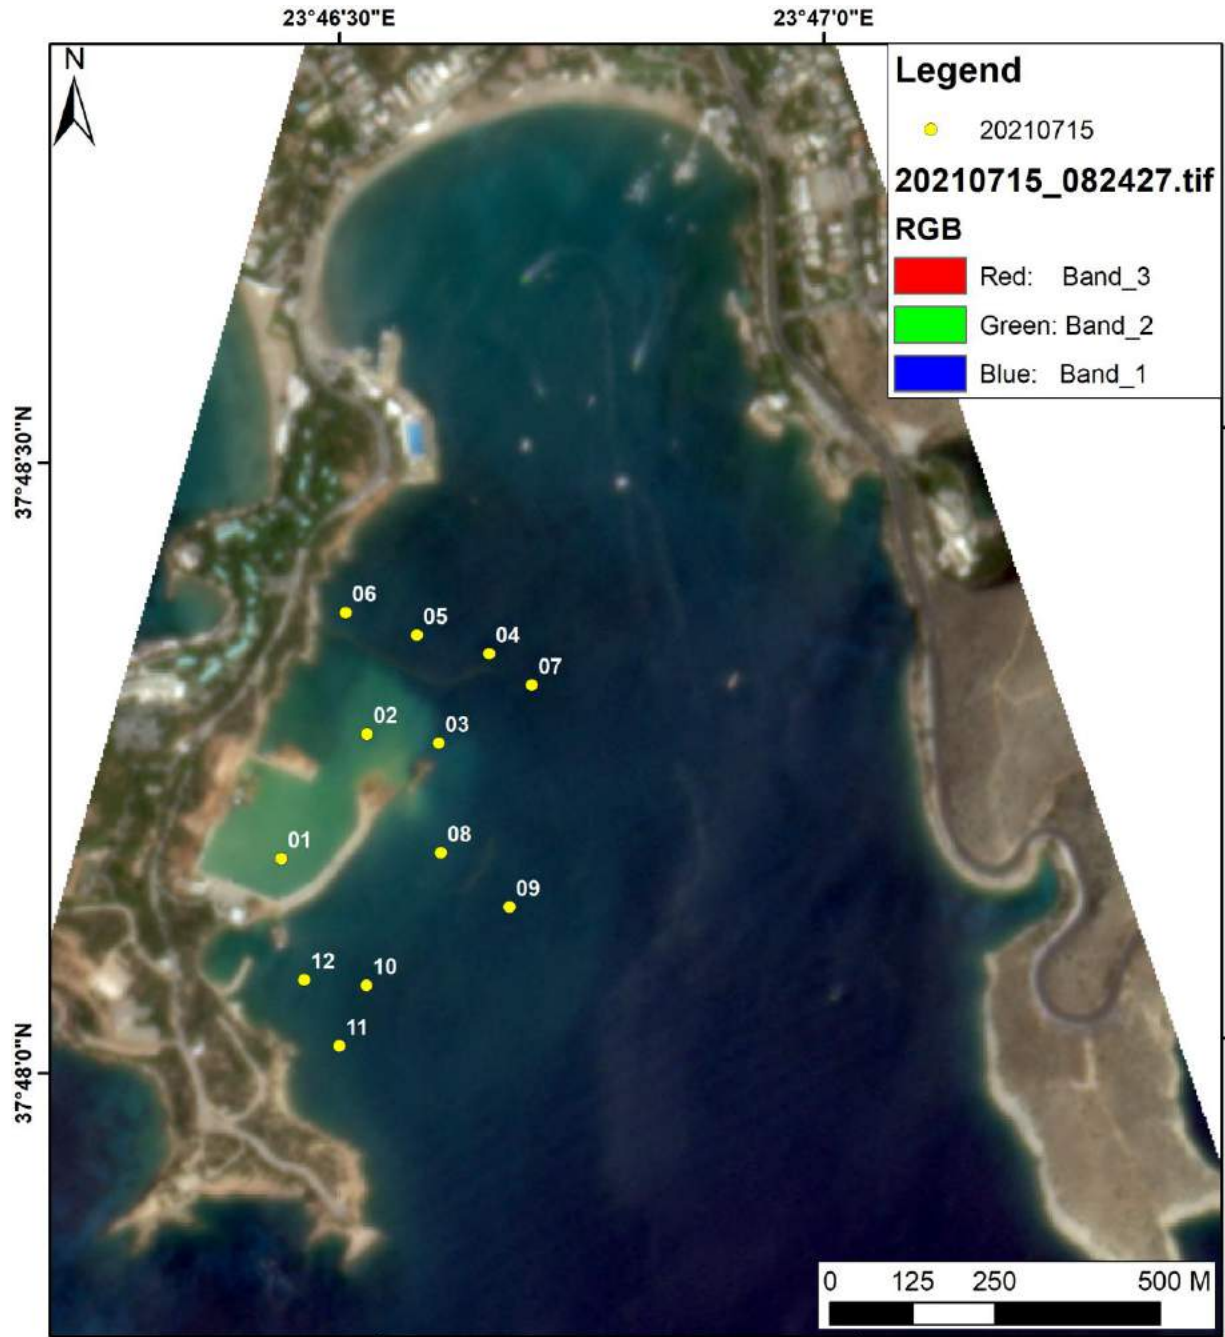 23°46'30"E
23°47'0"E
N
Legend
20210715
20210715_082427.tif
RGB
Red: Band_3
Green: Band_2
Blue: Band_1
37°48'30"N
06
05
04
07
02
03
01
08
09
12
10
11
37°48'0"N
0 125 250 500 M